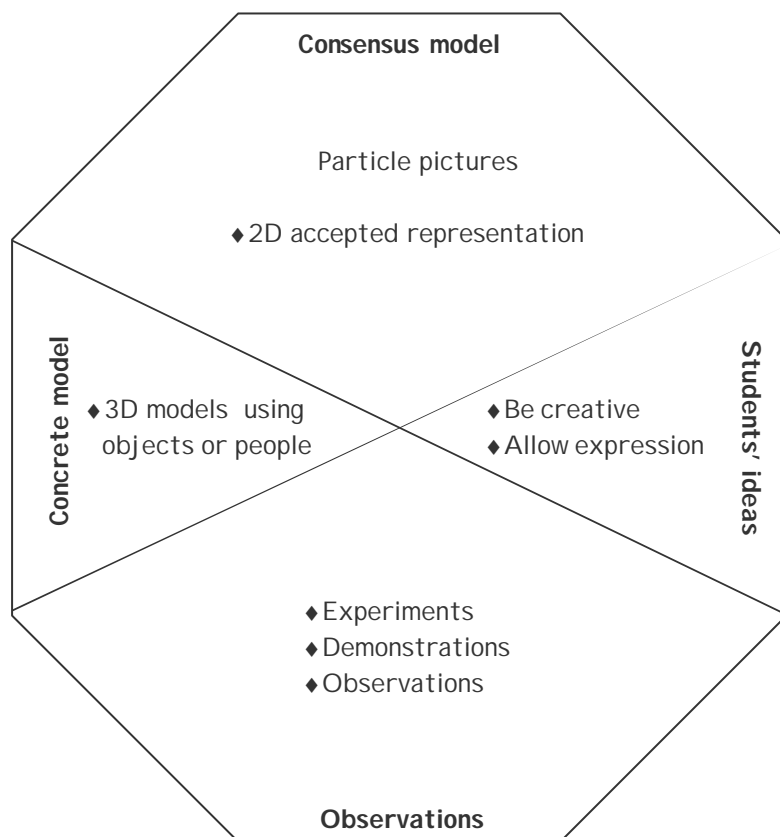 Consensus model
Particle pictures
♦ 2D accepted representation
Concrete model
♦ 3D models using
objects or people
Students' ideas
♦ Be creative
♦ Allow expression
♦ Experiments
♦ Demonstrations
♦ Observations
Observations